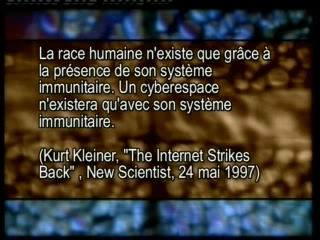 La race humaine n'existe que grâce à
la présence de son système
immunitaire. Un cyberespace
n'existera qu'avec son système
immunitaire.
(Kurt Kleiner, "The Internet Strikes
Back" , New Scientist, 24 mai 1997)